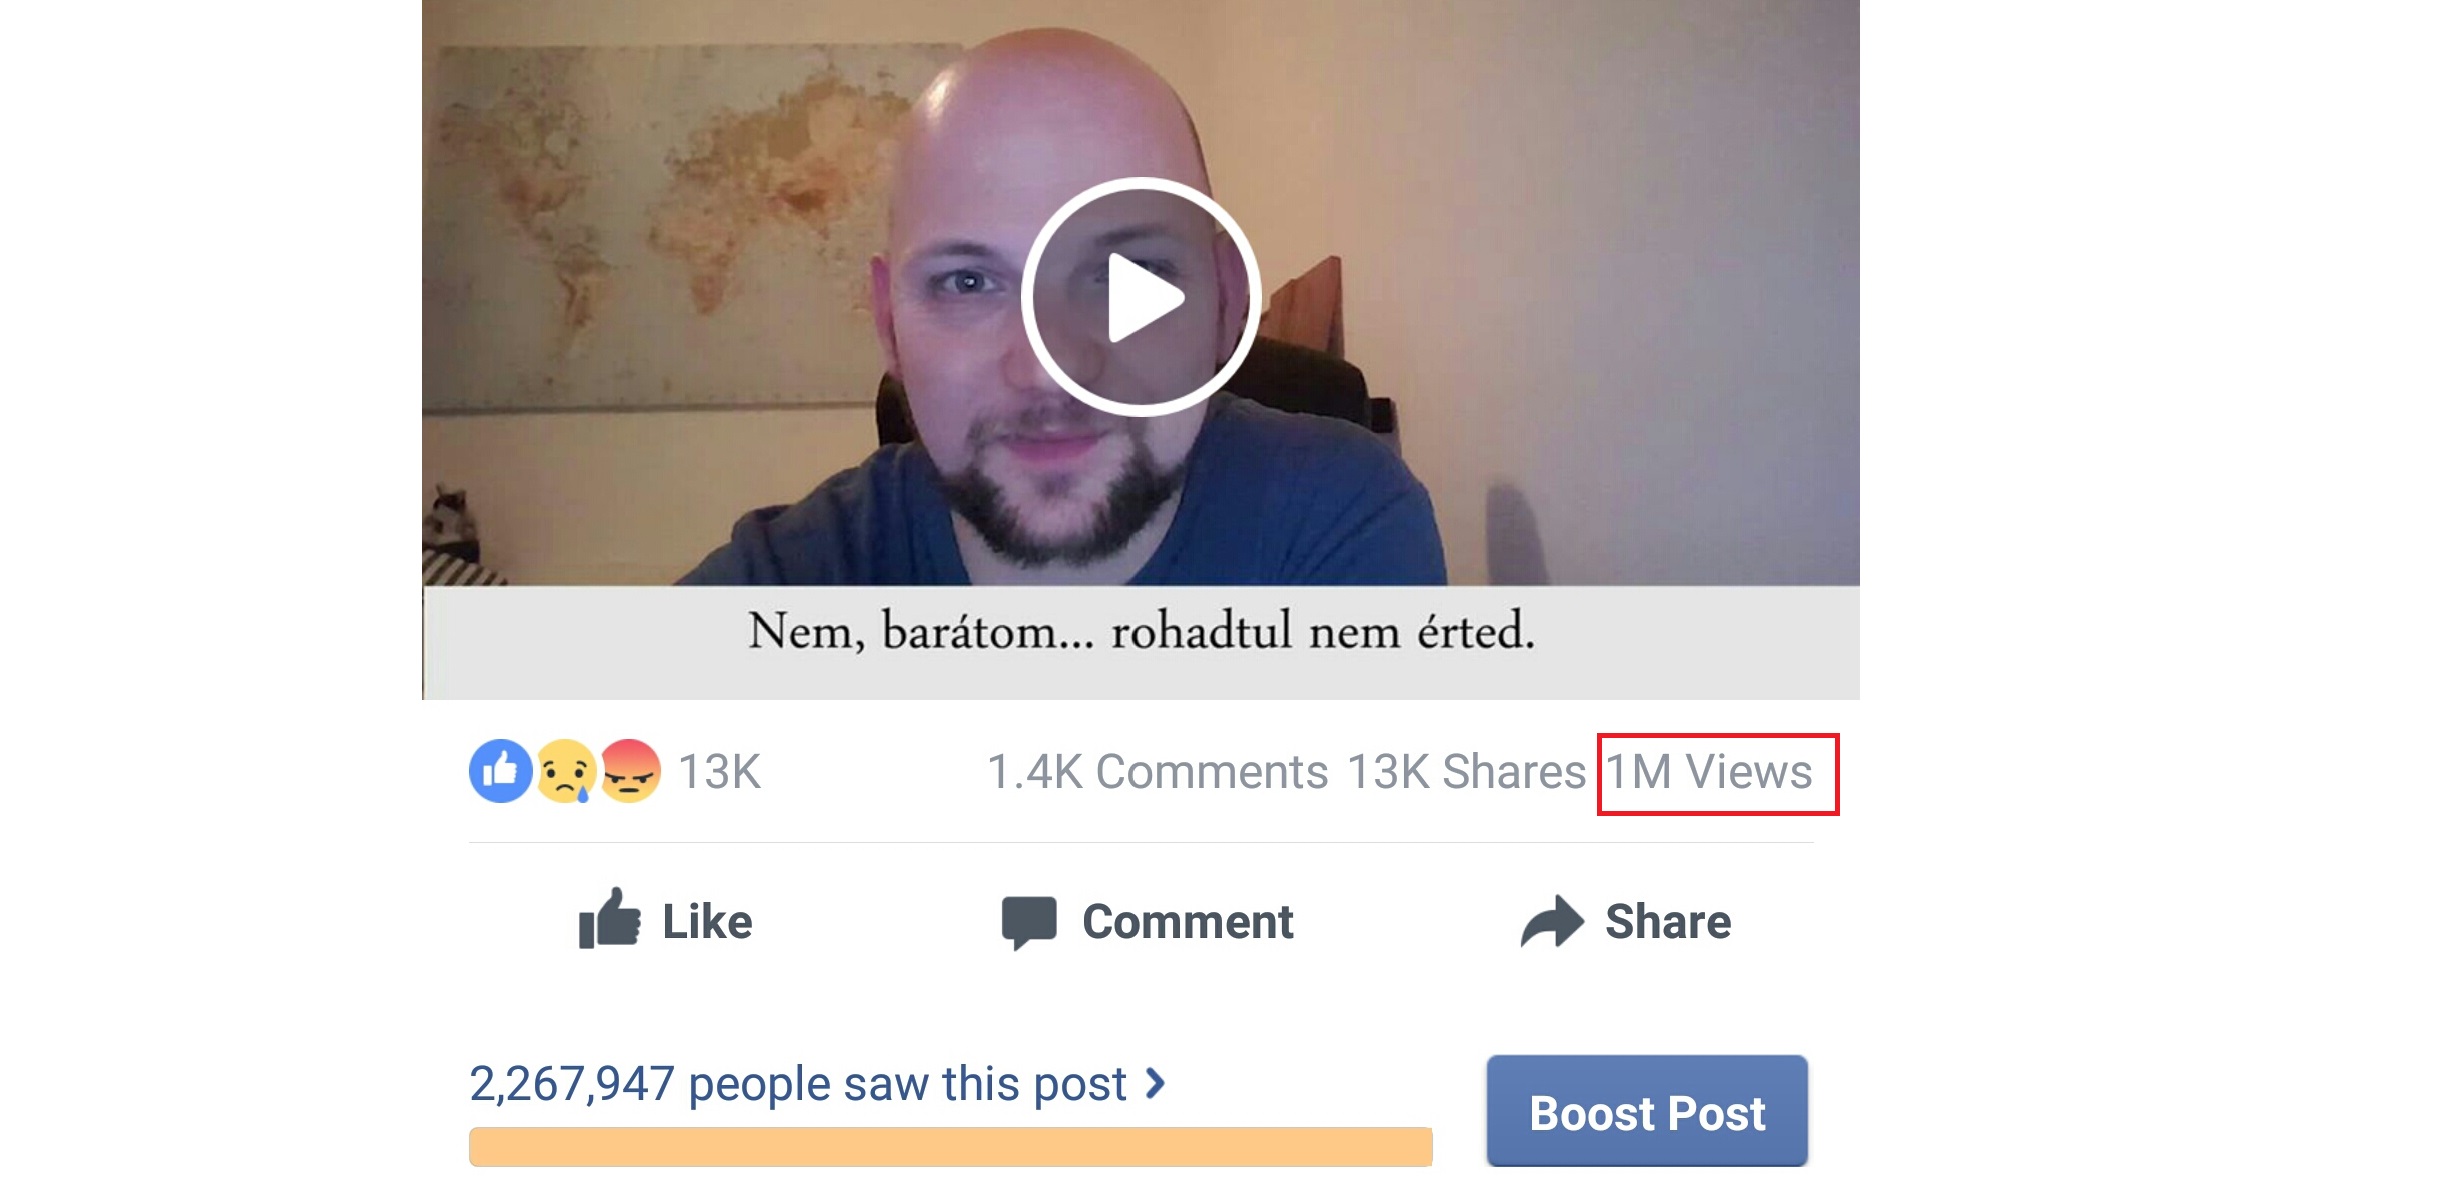 Nem, barátom... rohadtul nem érted.
13K 1.4K Comments 13K Shares 1M Views
Like Comment Share
2,267,947 people saw this post
Boost Post